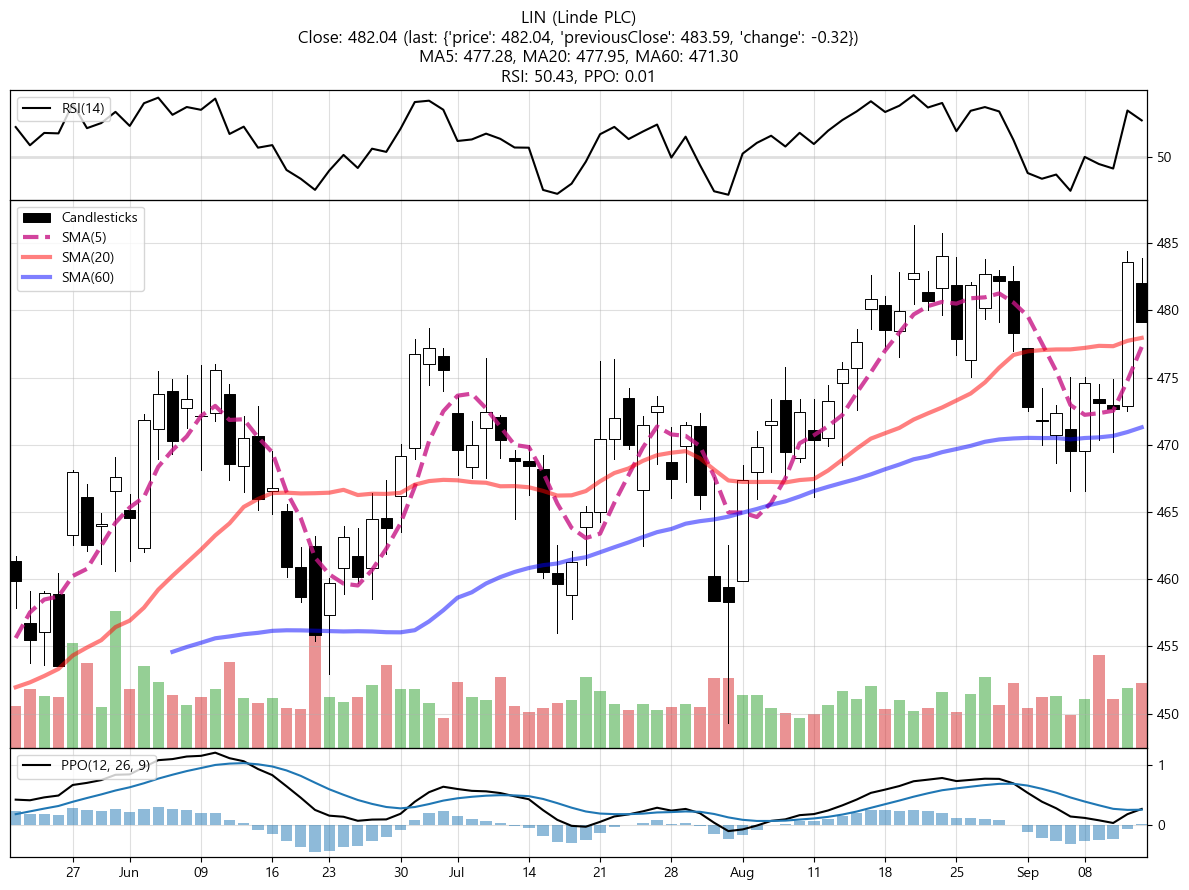 LIN (Linde PLC)
Close: 482.04 (last: {'price': 482.04, 'previousClose': 483.59, 'change': -0.32})
MA5: 477.28, MA20: 477.95, MA60: 471.30
RSI: 50.43, PPO: 0.01
RSI(14)
50
Candlesticks
SMA(5)
SMA(20)
SMA(60)
485
480
475
470
465
460
455
450
PPO(12, 26, 9)
1
0
27 Jun 09 16 23 30 Jul 14 21 28 Aug 11 18 25 Sep 08